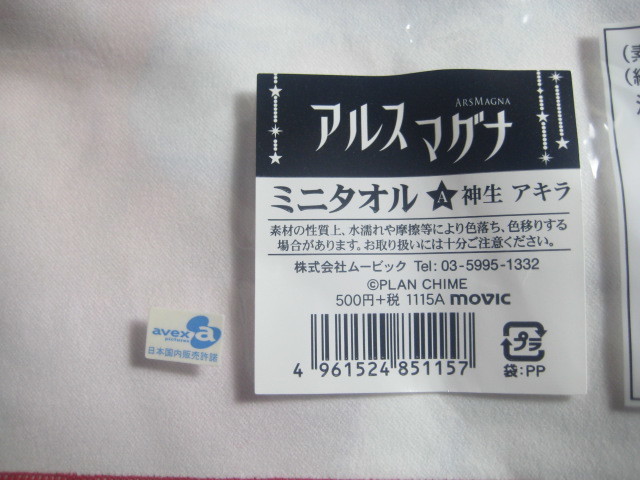 ARSMAGNA
アルスマグナ
ミニタオル A 神生 アキラ
素材の性質上、水濡れや摩擦等により色落ち、色移りする
場合があります。お取り扱いには十分ご注意ください。
株式会社ムービック Tel: 03-5995-1332
©PLAN CHIME
500円+税 1115A movic
4 961524 851157
プラ
袋:PP
avex a
pictures
日本国内販売許諾
(素
(綿